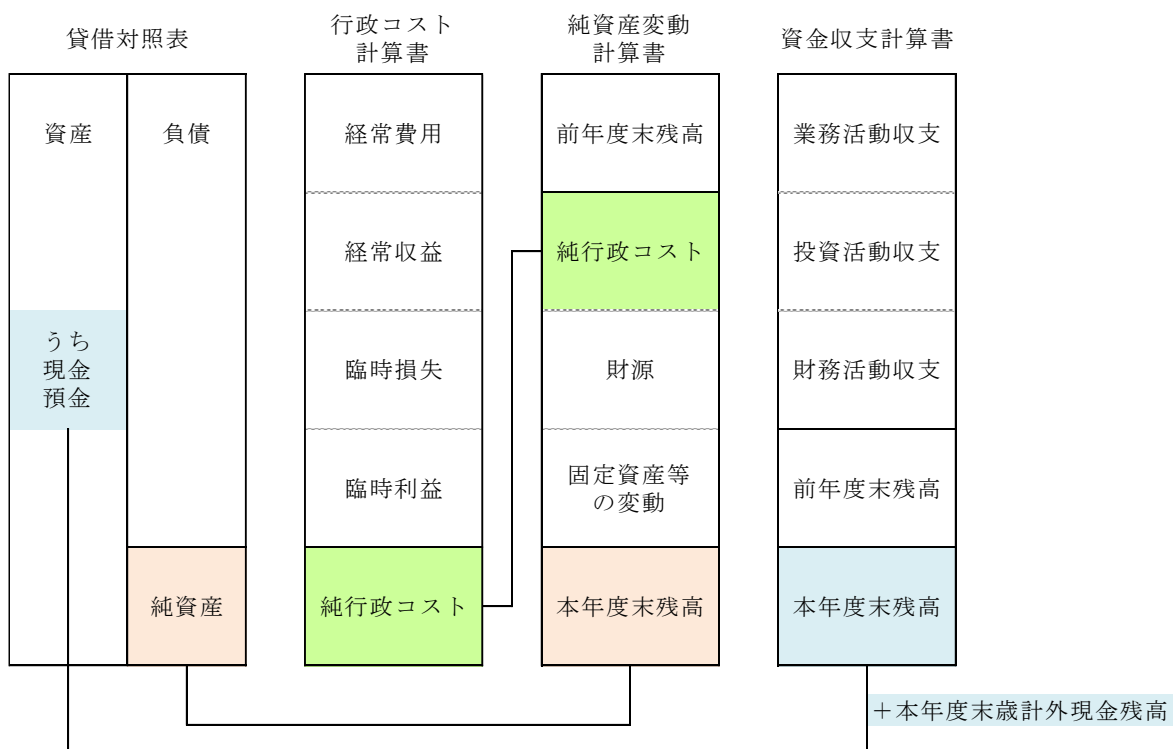 貸借対照表
資産
負債
うち
現金
預金
純資産
行政コスト
計算書
経常費用
経常収益
臨時損失
臨時利益
純行政コスト
純資産変動
計算書
前年度末残高
純行政コスト
財源
固定資産等
の変動
本年度末残高
資金収支計算書
業務活動収支
投資活動収支
財務活動収支
前年度末残高
本年度末残高
＋本年度末歳計外現金残高